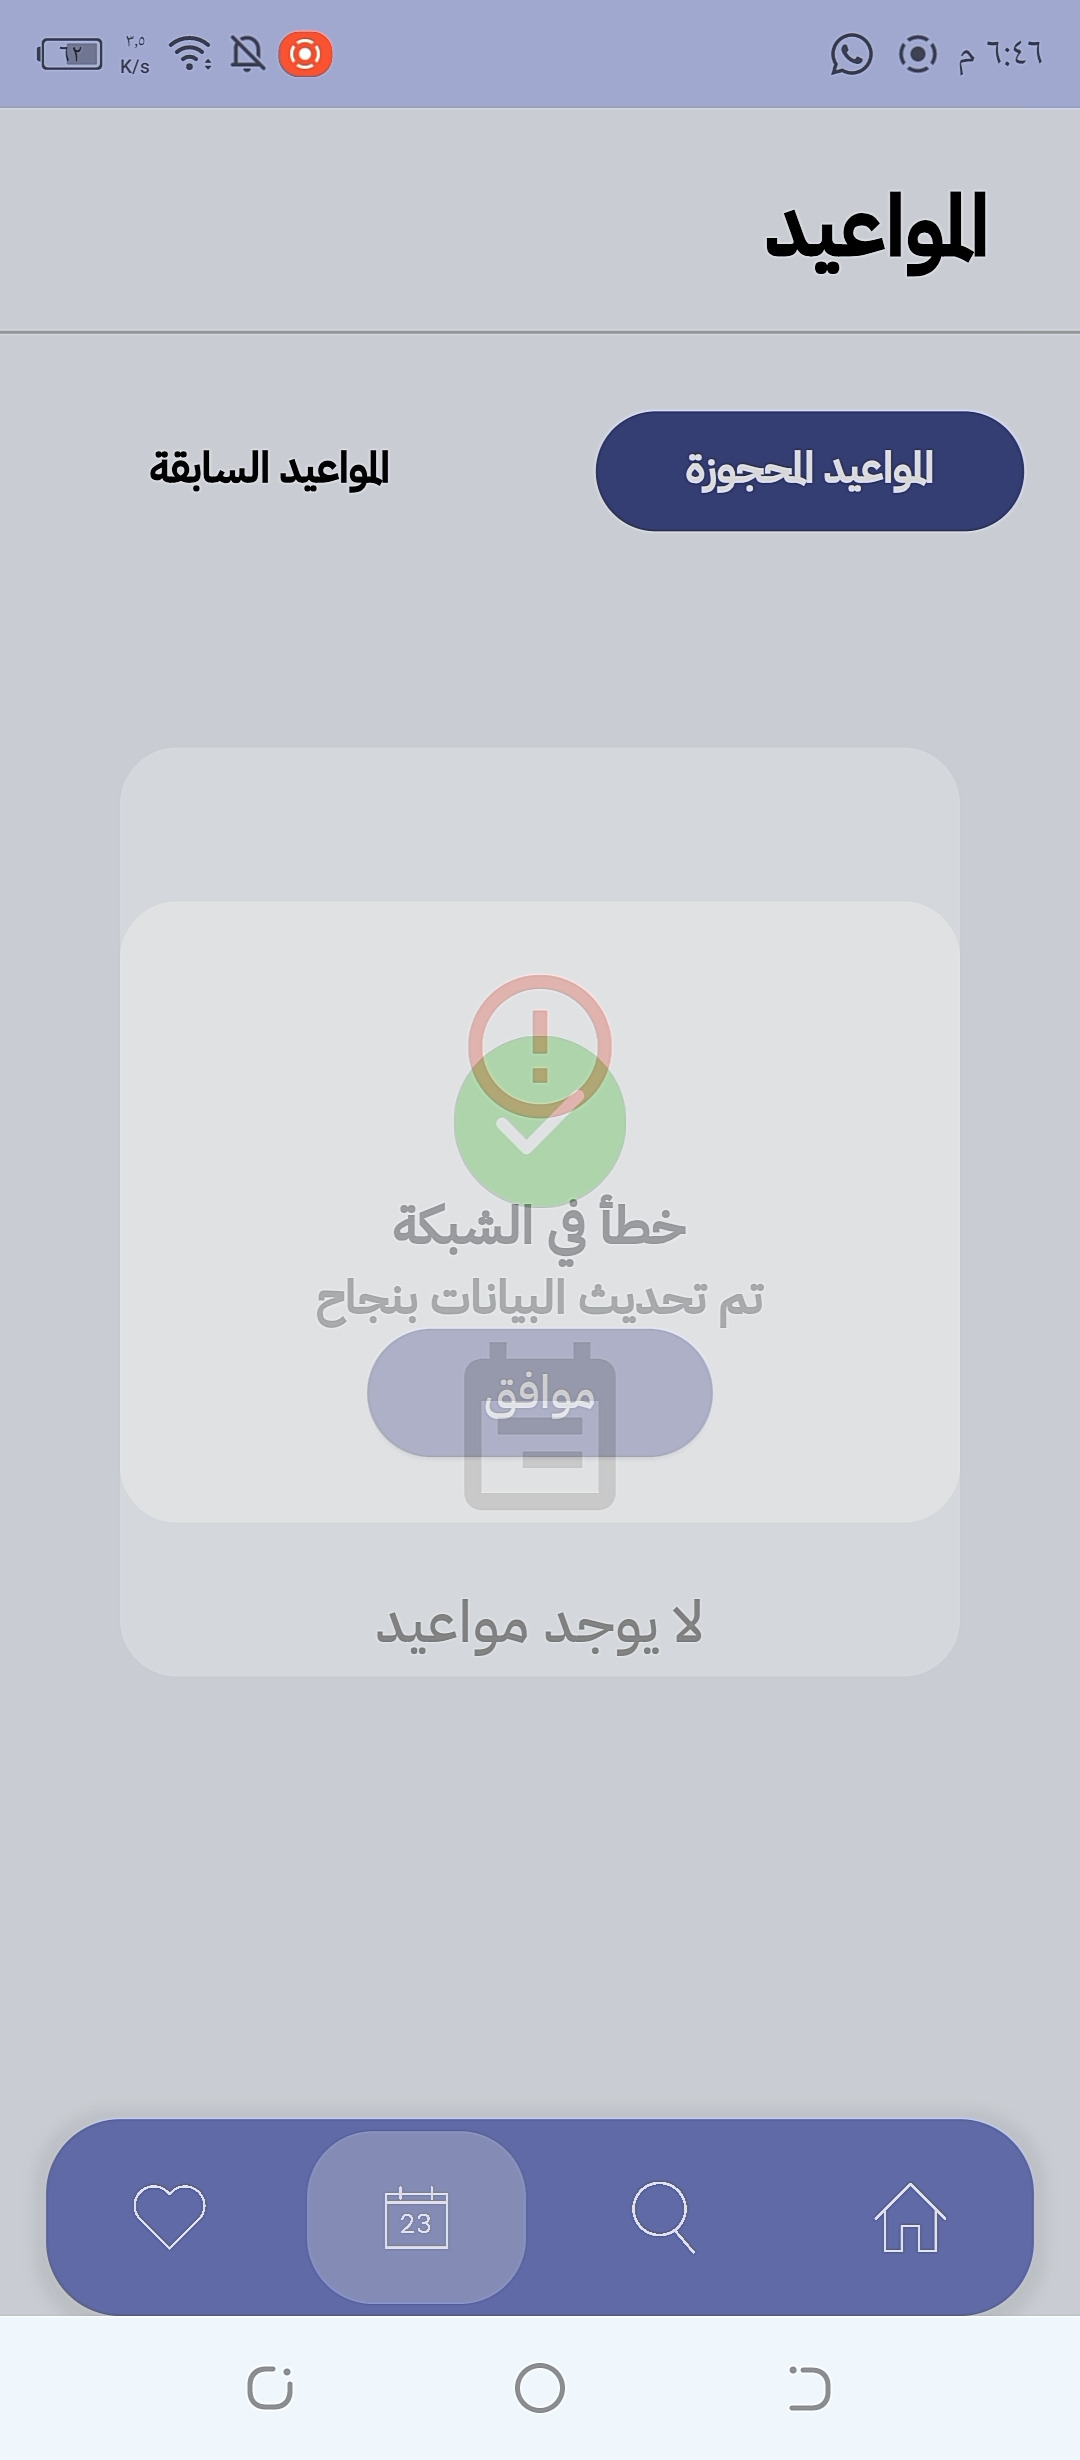 ٦:٤٦ م
٣,٥
K/s
٦٢
المواعيد
المواعيد المحجوزة
المواعيد السابقة
خطأ في الشبكة
تم تحديث البيانات بنجاح
موافق
لا يوجد مواعيد
23